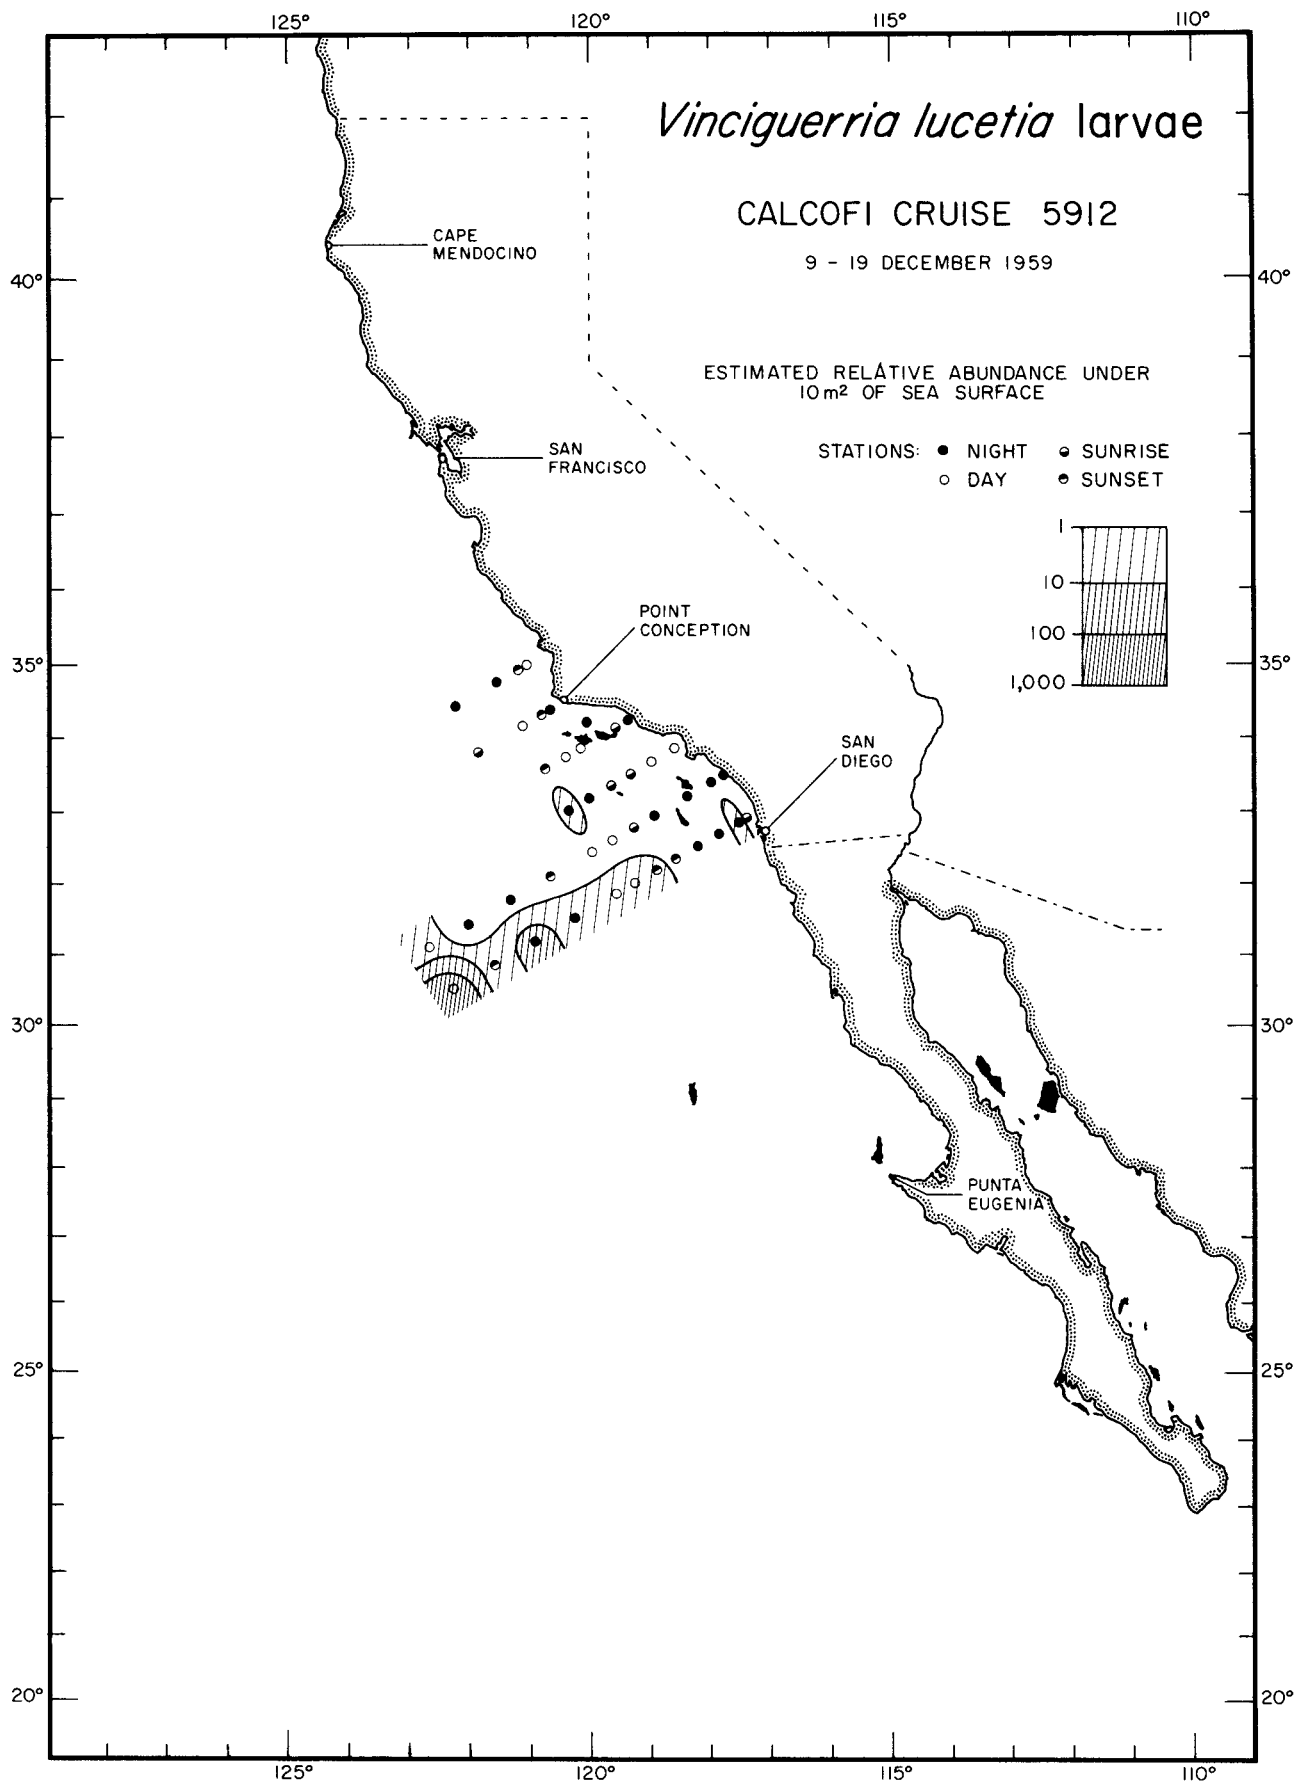 125° 120° 115° 110°
Vinciguerria lucetia larvae
CALCOFI CRUISE 5912
9 - 19 DECEMBER 1959
CAPE
MENDOCINO
40° 40°
ESTIMATED RELATIVE ABUNDANCE UNDER
10m² OF SEA SURFACE
STATIONS: NIGHT SUNRISE
DAY SUNSET
SAN
FRANCISCO
1
10
100
1,000
POINT
CONCEPTION
35° 35°
SAN
DIEGO
30° 30°
PUNTA
EUGENIA
25° 25°
20° 20°
125° 120° 115° 110°